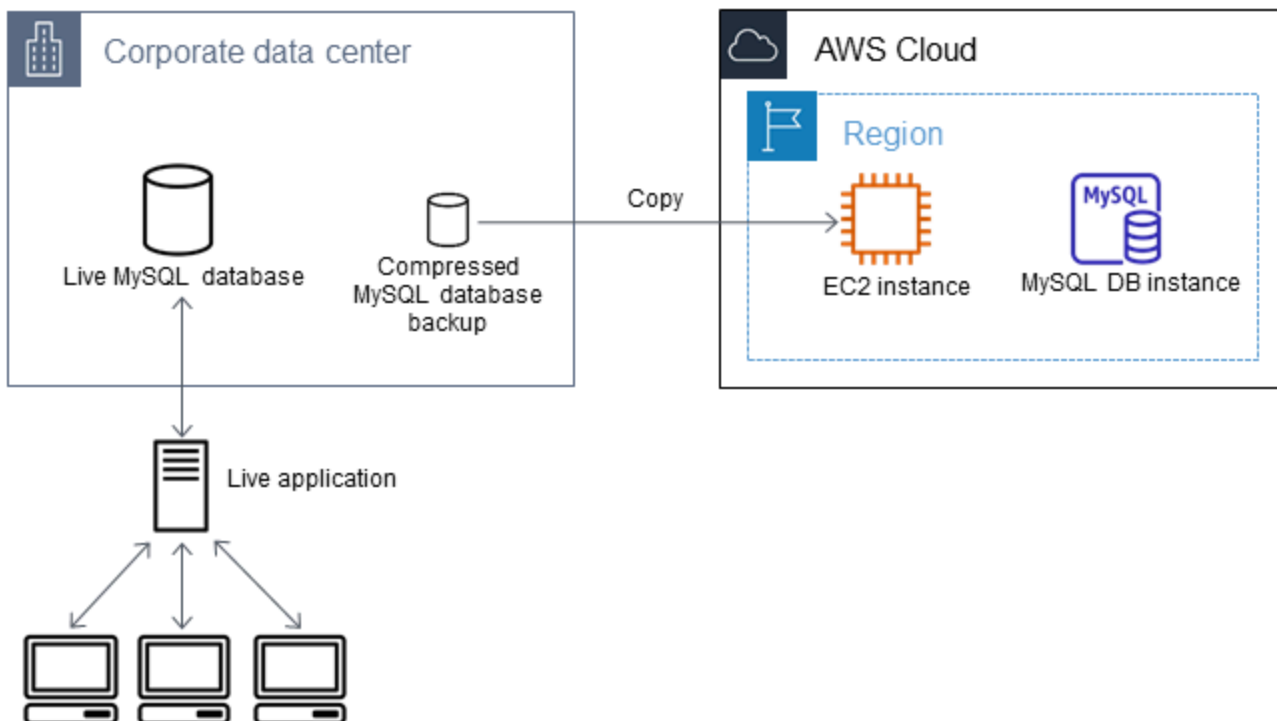 Corporate data center
AWS Cloud
Region
Copy
MySQL
Live MySQL database
Compressed
MySQL database
backup
EC2 instance
MySQL DB instance
Live application